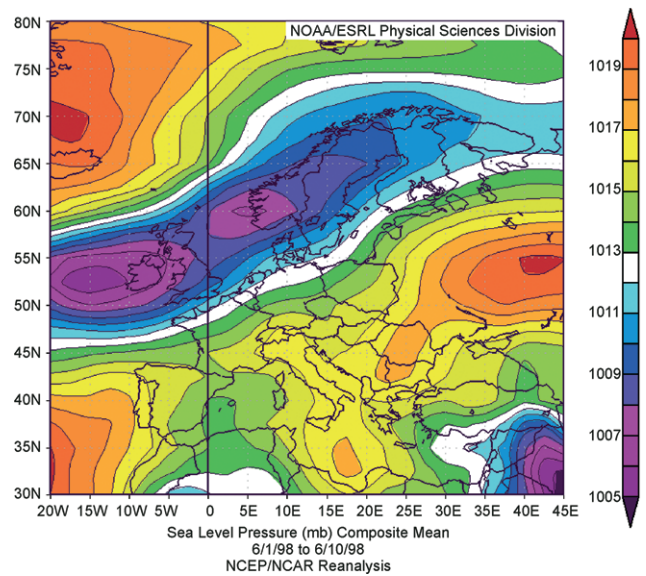 NOAA/ESRL Physical Sciences Division
80N
75N
70N
65N
60N
55N
50N
45N
40N
35N
30N
20W 15W 10W 5W 0 5E 10E 15E 20E 25E 30E 35E 40E 45E
1019
1017
1015
1013
1011
1009
1007
1005
Sea Level Pressure (mb) Composite Mean
6/1/98 to 6/10/98
NCEP/NCAR Reanalysis